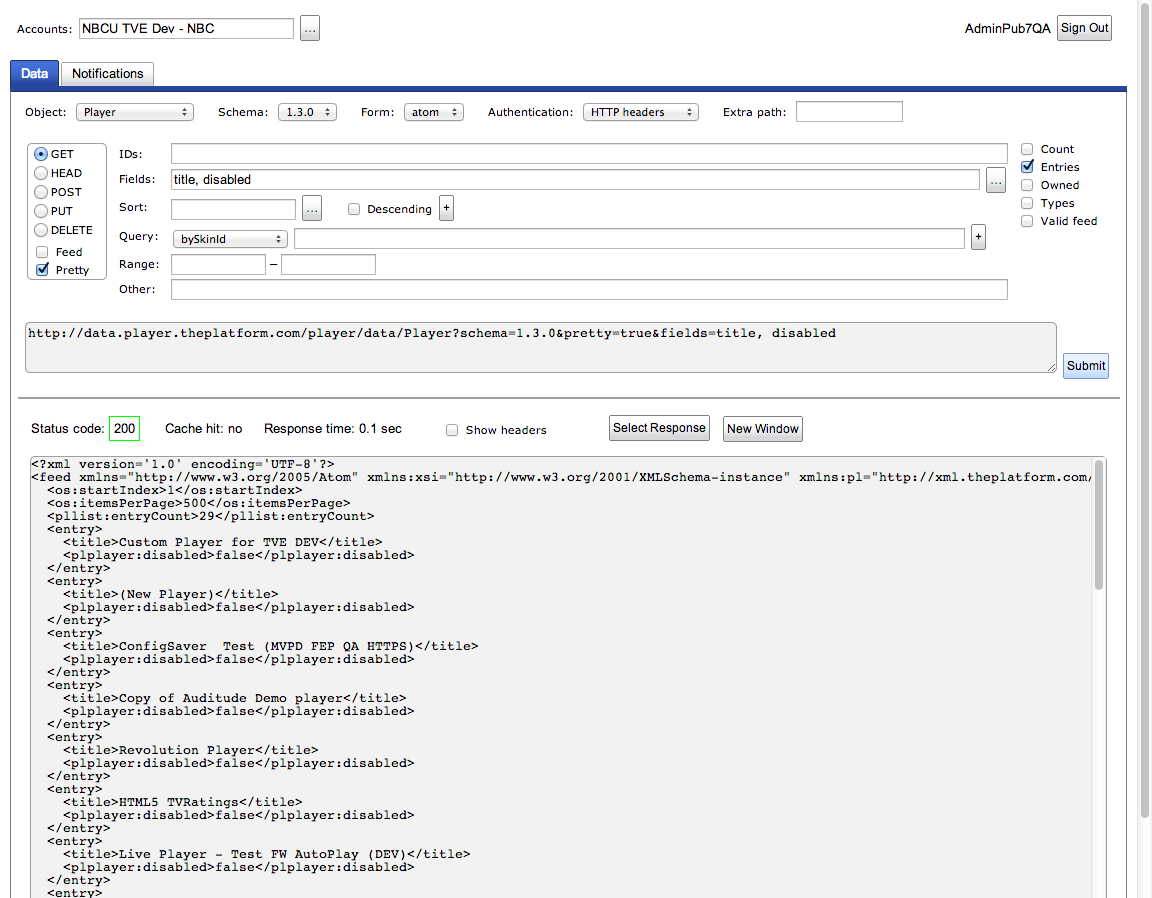 Accounts: NBCU TVE Dev - NBC ... AdminPub7QA Sign Out
Data Notifications
Object: Player Schema: 1.3.0 Form: atom Authentication: HTTP headers Extra path:
GET IDs: Count
HEAD Fields: title, disabled ... Entries
POST Sort: ... Descending + Owned
PUT Types
DELETE Query: bySkinId + Valid feed
Feed
Pretty Range: –
Other:
http://data.player.theplatform.com/player/data/Player?schema=1.3.0&pretty=true&fields=title, disabled
Submit
Status code: 200 Cache hit: no Response time: 0.1 sec Show headers Select Response New Window
<?xml version='1.0' encoding='UTF-8'?>
<feed xmlns="http://www.w3.org/2005/Atom" xmlns:xsi="http://www.w3.org/2001/XMLSchema-instance" xmlns:pl="http://xml.theplatform.com/
<os:startIndex>1</os:startIndex>
<os:itemsPerPage>500</os:itemsPerPage>
<pllist:entryCount>29</pllist:entryCount>
<entry>
<title>Custom Player for TVE DEV</title>
<plplayer:disabled>false</plplayer:disabled>
</entry>
<entry>
<title>(New Player)</title>
<plplayer:disabled>false</plplayer:disabled>
</entry>
<entry>
<title>ConfigSaver  Test (MVPD FEP QA HTTPS)</title>
<plplayer:disabled>false</plplayer:disabled>
</entry>
<entry>
<title>Copy of Auditude Demo player</title>
<plplayer:disabled>false</plplayer:disabled>
</entry>
<entry>
<title>Revolution Player</title>
<plplayer:disabled>false</plplayer:disabled>
</entry>
<entry>
<title>HTML5 TVRatings</title>
<plplayer:disabled>false</plplayer:disabled>
</entry>
<entry>
<title>Live Player - Test FW AutoPlay (DEV)</title>
<plplayer:disabled>false</plplayer:disabled>
</entry>
<entry>